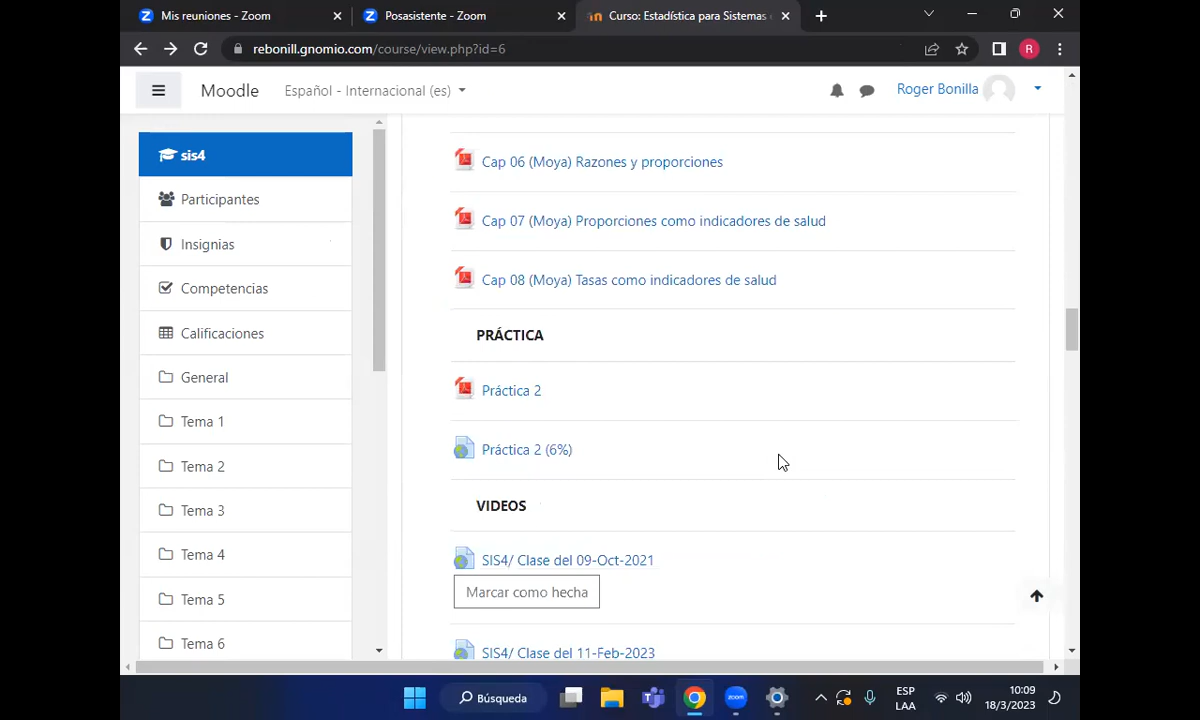 Mis reuniones - Zoom
Posasistente - Zoom
Curso: Estadística para Sistemas
rebonill.gnomio.com/course/view.php?id=6
R
Moodle
Español - Internacional (es)
Roger Bonilla
sis4
Participantes
Insignias
Competencias
Calificaciones
General
Tema 1
Tema 2
Tema 3
Tema 4
Tema 5
Tema 6
Cap 06 (Moya) Razones y proporciones
Cap 07 (Moya) Proporciones como indicadores de salud
Cap 08 (Moya) Tasas como indicadores de salud
PRÁCTICA
Práctica 2
Práctica 2 (6%)
VIDEOS
SIS4/ Clase del 09-Oct-2021
Marcar como hecha
SIS4/ Clase del 11-Feb-2023
Búsqueda
zoom
ESP
LAA
10:09
18/3/2023